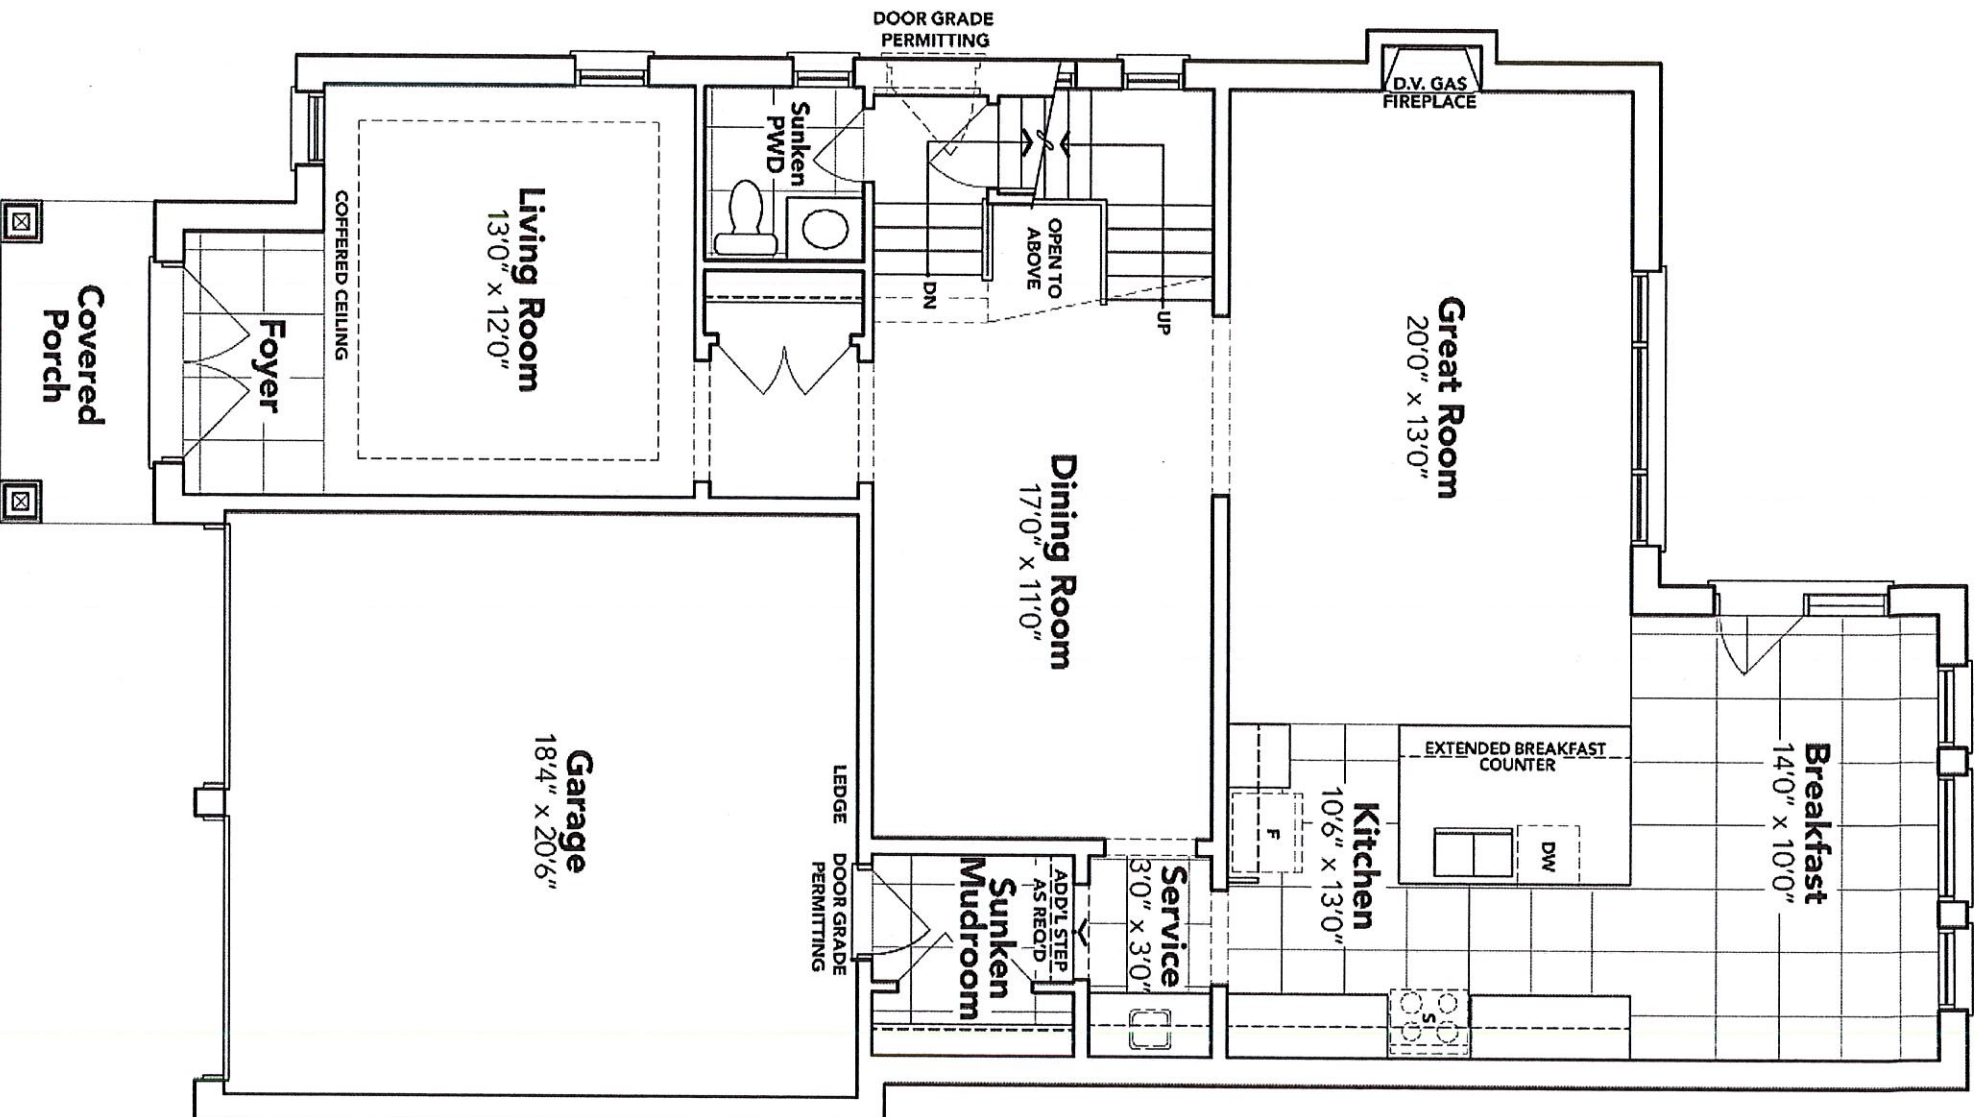 DOOR GRADE
PERMITTING
D.V. GAS
FIREPLACE
Sunken
PWD
Living Room
13'0" x 12'0"
COFFERED CEILING
Foyer
Covered
Porch
OPEN TO
ABOVE
DN
UP
Great Room
20'0" x 13'0"
Dining Room
17'0" x 11'0"
Breakfast
14'0" x 10'0"
EXTENDED BREAKFAST
COUNTER
DW
Kitchen
10'6" x 13'0"
F
S
Service
3'0" x 3'0"
ADD'L STEP
AS REQ'D
Sunken
Mudroom
LEDGE
DOOR GRADE
PERMITTING
Garage
18'4" x 20'6"